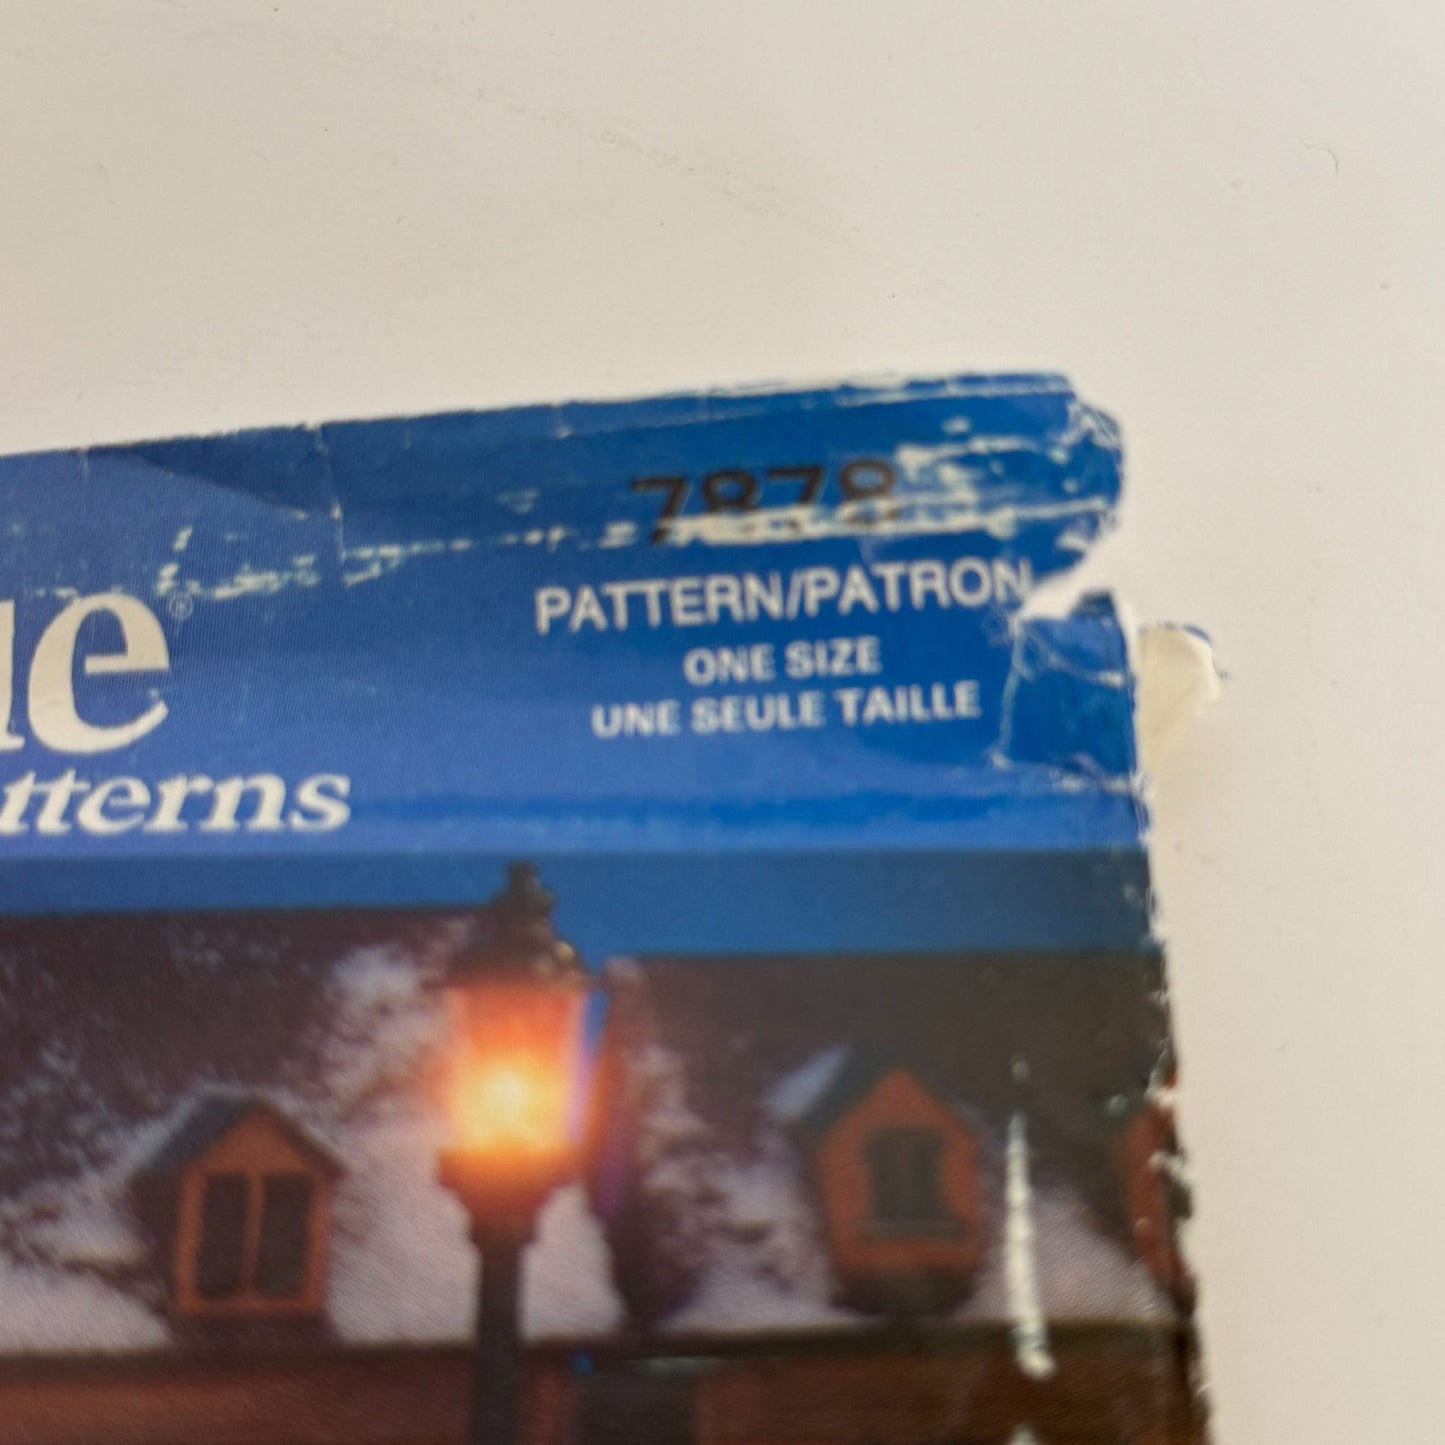 7878
PATTERN/PATRON
ONE SIZE
UNE SEULE TAILLE
ue®
tterns